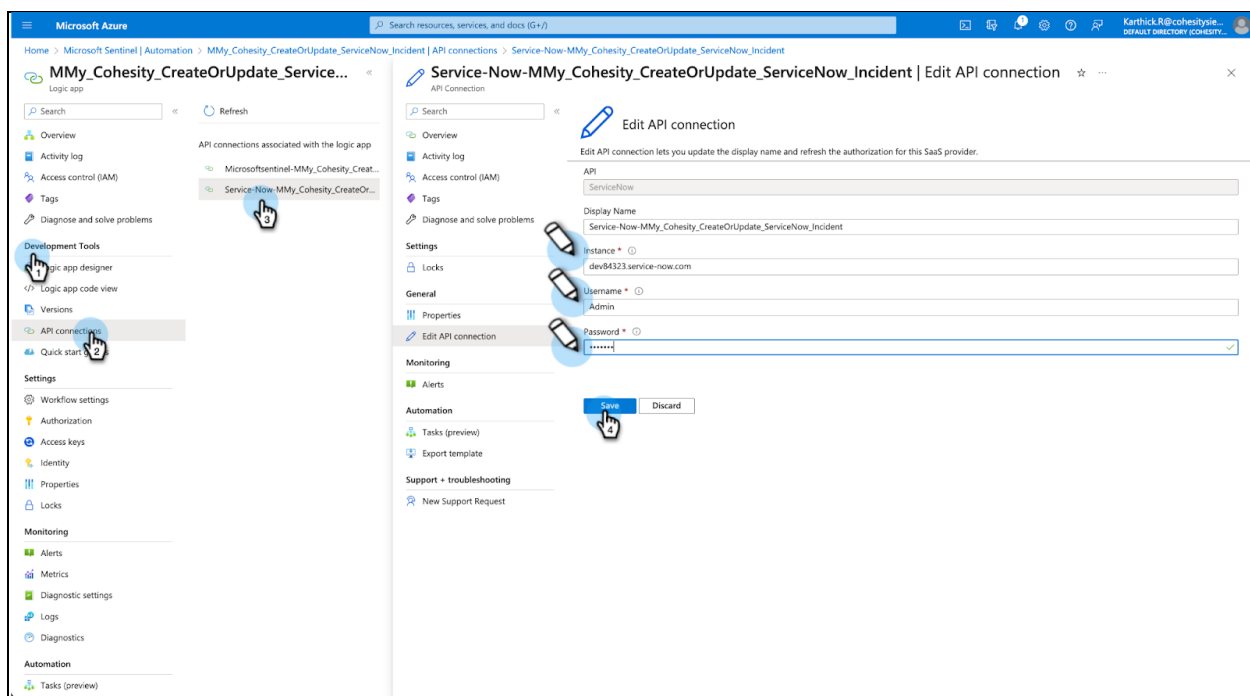 Microsoft Azure
Search resources, services, and docs (G+/)
Karthick.R@cohesitysie...
DEFAULT DIRECTORY (COHESITY...
Home > Microsoft Sentinel | Automation > MMy_Cohesity_CreateOrUpdate_ServiceNow_Incident | API connections > Service-Now-MMy_Cohesity_CreateOrUpdate_ServiceNow_Incident
MMy_Cohesity_CreateOrUpdate_Service...
Logic app
Search
Overview
Activity log
Access control (IAM)
Tags
Diagnose and solve problems
Development Tools
1
Logic app designer
Logic app code view
Versions
API connections
2
Quick start
Settings
Workflow settings
Authorization
Access keys
Identity
Properties
Locks
Monitoring
Alerts
Metrics
Diagnostic settings
Logs
Diagnostics
Automation
Tasks (preview)
Refresh
API connections associated with the logic app
Microsoftsentinel-MMy_Cohesity_Creat...
Service-Now-MMy_Cohesity_CreateOr...
3
Service-Now-MMy_Cohesity_CreateOrUpdate_ServiceNow_Incident | Edit API connection
API Connection
Search
Overview
Activity log
Access control (IAM)
Tags
Diagnose and solve problems
Settings
Locks
General
Properties
Edit API connection
Monitoring
Alerts
Automation
Tasks (preview)
Export template
Support + troubleshooting
New Support Request
Edit API connection
Edit API connection lets you update the display name and refresh the authorization for this SaaS provider.
API
ServiceNow
Display Name
Service-Now-MMy_Cohesity_CreateOrUpdate_ServiceNow_Incident
Instance *
dev84323.service-now.com
Username *
Admin
Password *
•••••••
Save
Discard
4